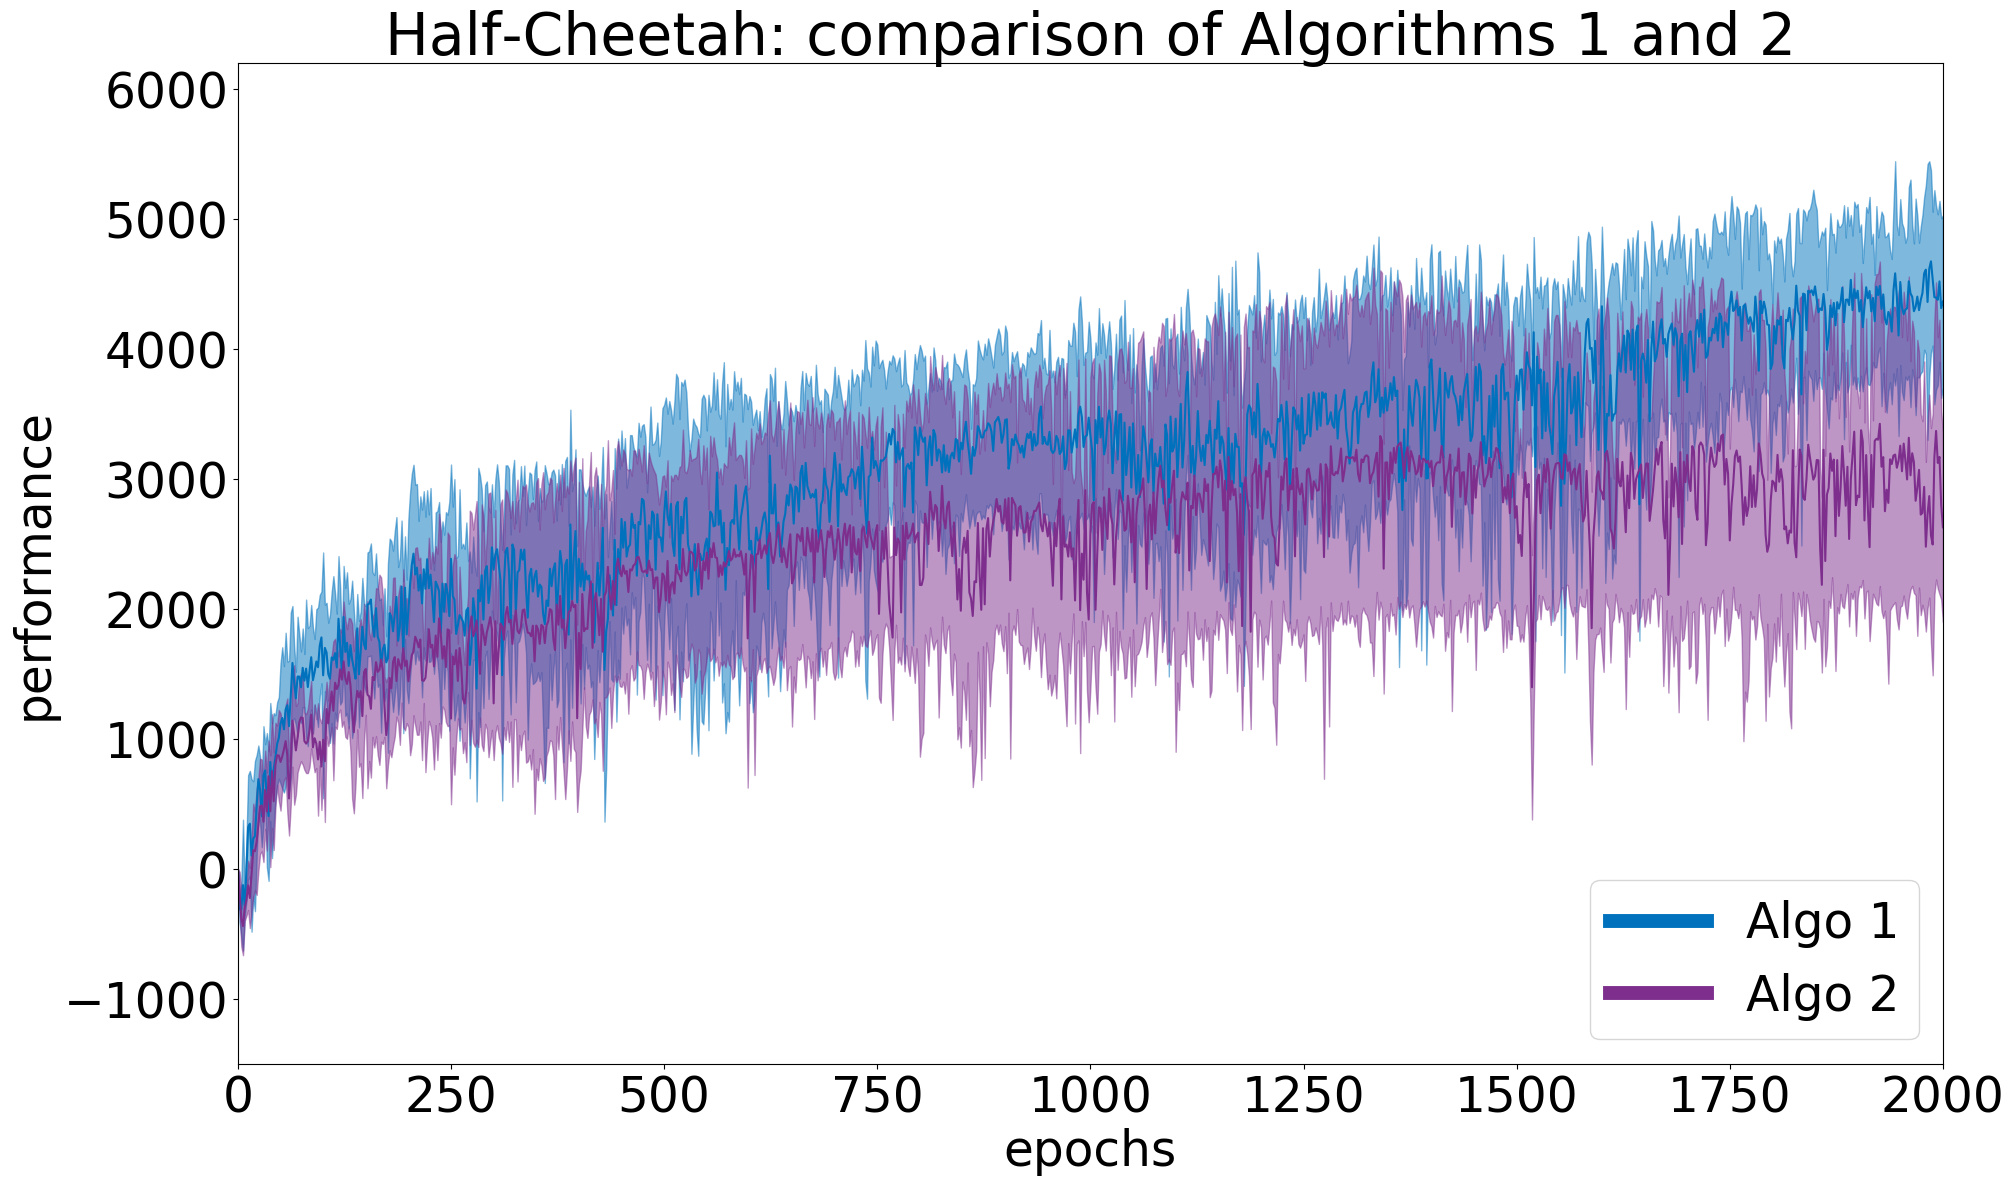 Half-Cheetah: comparison of Algorithms 1 and 2
6000
5000
4000
3000
2000
1000
0
−1000
performance
0 250 500 750 1000 1250 1500 1750 2000
epochs
Algo 1
Algo 2